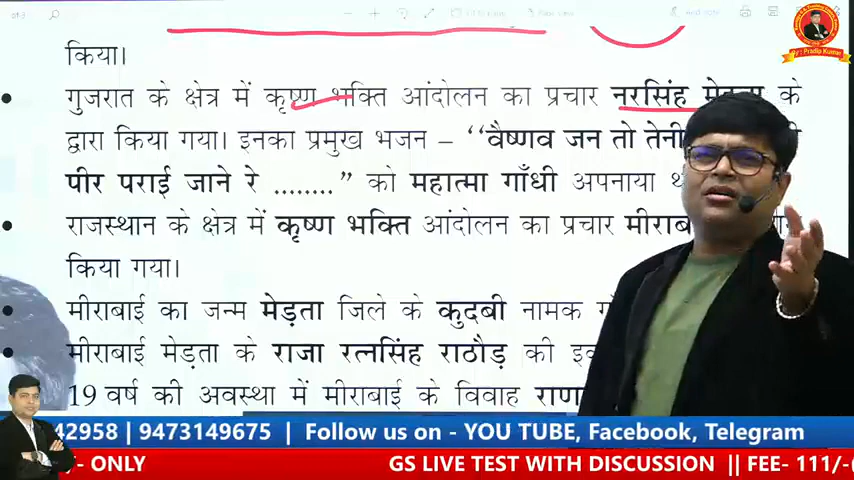 किया।
गुजरात के क्षेत्र में कृष्ण भक्ति आंदोलन का प्रचार नरसिंह मेहता के
द्वारा किया गया। इनका प्रमुख भजन – ‘‘वैष्णव जन तो तेनी
पीर पराई जाने रे ........” को महात्मा गाँधी अपनाया
राजस्थान के क्षेत्र में कृष्ण भक्ति आंदोलन का प्रचार
किया गया।
मीराबाई का जन्म मेड़ता जिले के कुदबी नामक
मीराबाई मेड़ता के राजा रत्नसिंह राठौड़ की
19 वर्ष की अवस्था में मीराबाई के विवाह
42958 | 9473149675 | Follow us on - YOU TUBE, Facebook, Telegram
/- ONLY GS LIVE TEST WITH DISCUSSION || FEE- 111/-